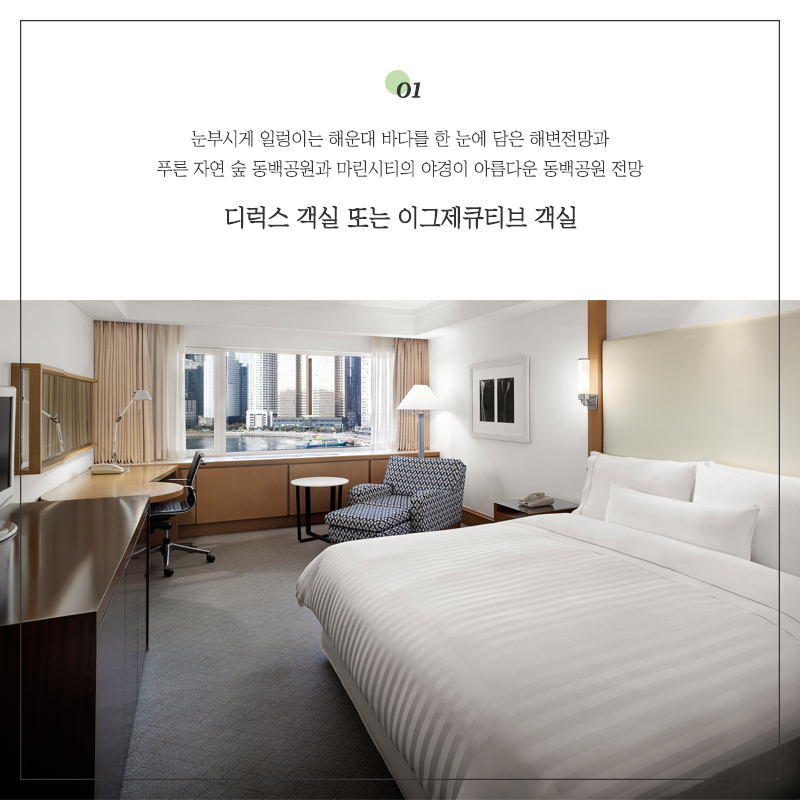 01
눈부시게 일렁이는 해운대 바다를 한 눈에 담은 해변전망과
푸른 자연 숲 동백공원과 마린시티의 야경이 아름다운 동백공원 전망
디럭스 객실 또는 이그제큐티브 객실